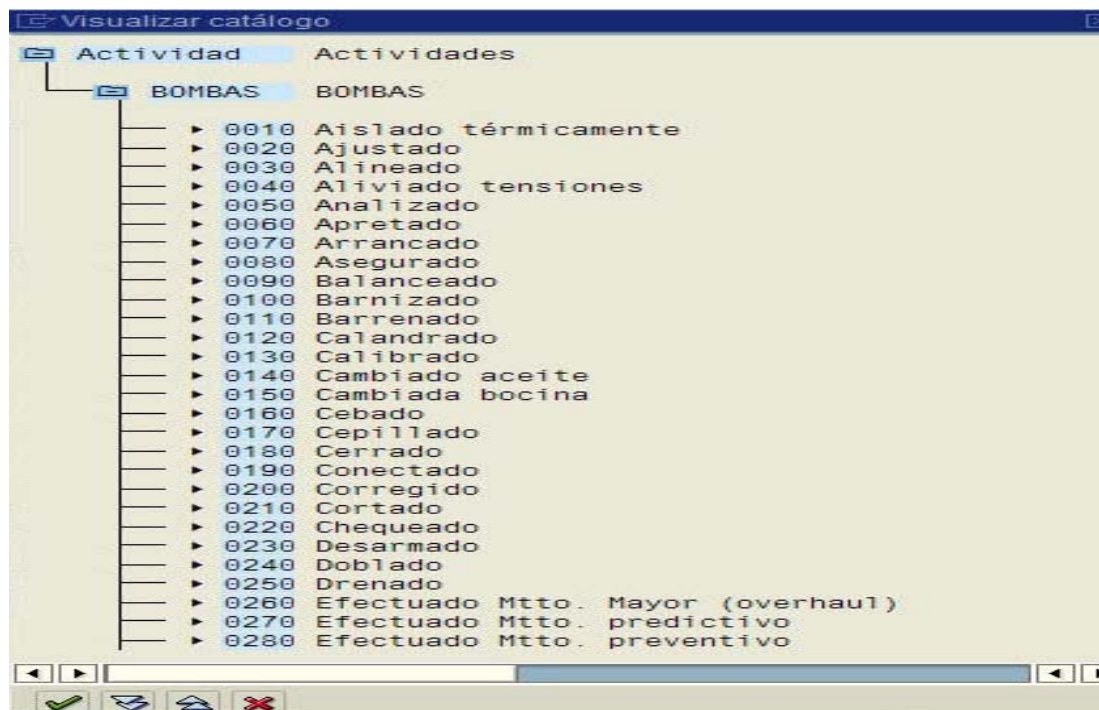 Visualizar catálogo
Actividad Actividades
BOMBAS BOMBAS
0010 Aislado térmicamente
0020 Ajustado
0030 Alineado
0040 Aliviado tensiones
0050 Analizado
0060 Apretado
0070 Arrancado
0080 Asegurado
0090 Balanceado
0100 Barnizado
0110 Barrenado
0120 Calandrado
0130 Calibrado
0140 Cambiado aceite
0150 Cambiada bocina
0160 Cebado
0170 Cepillado
0180 Cerrado
0190 Conectado
0200 Corregido
0210 Cortado
0220 Chequeado
0230 Desarmado
0240 Doblado
0250 Drenado
0260 Efectuado Mtto. Mayor (overhaul)
0270 Efectuado Mtto. predictivo
0280 Efectuado Mtto. preventivo